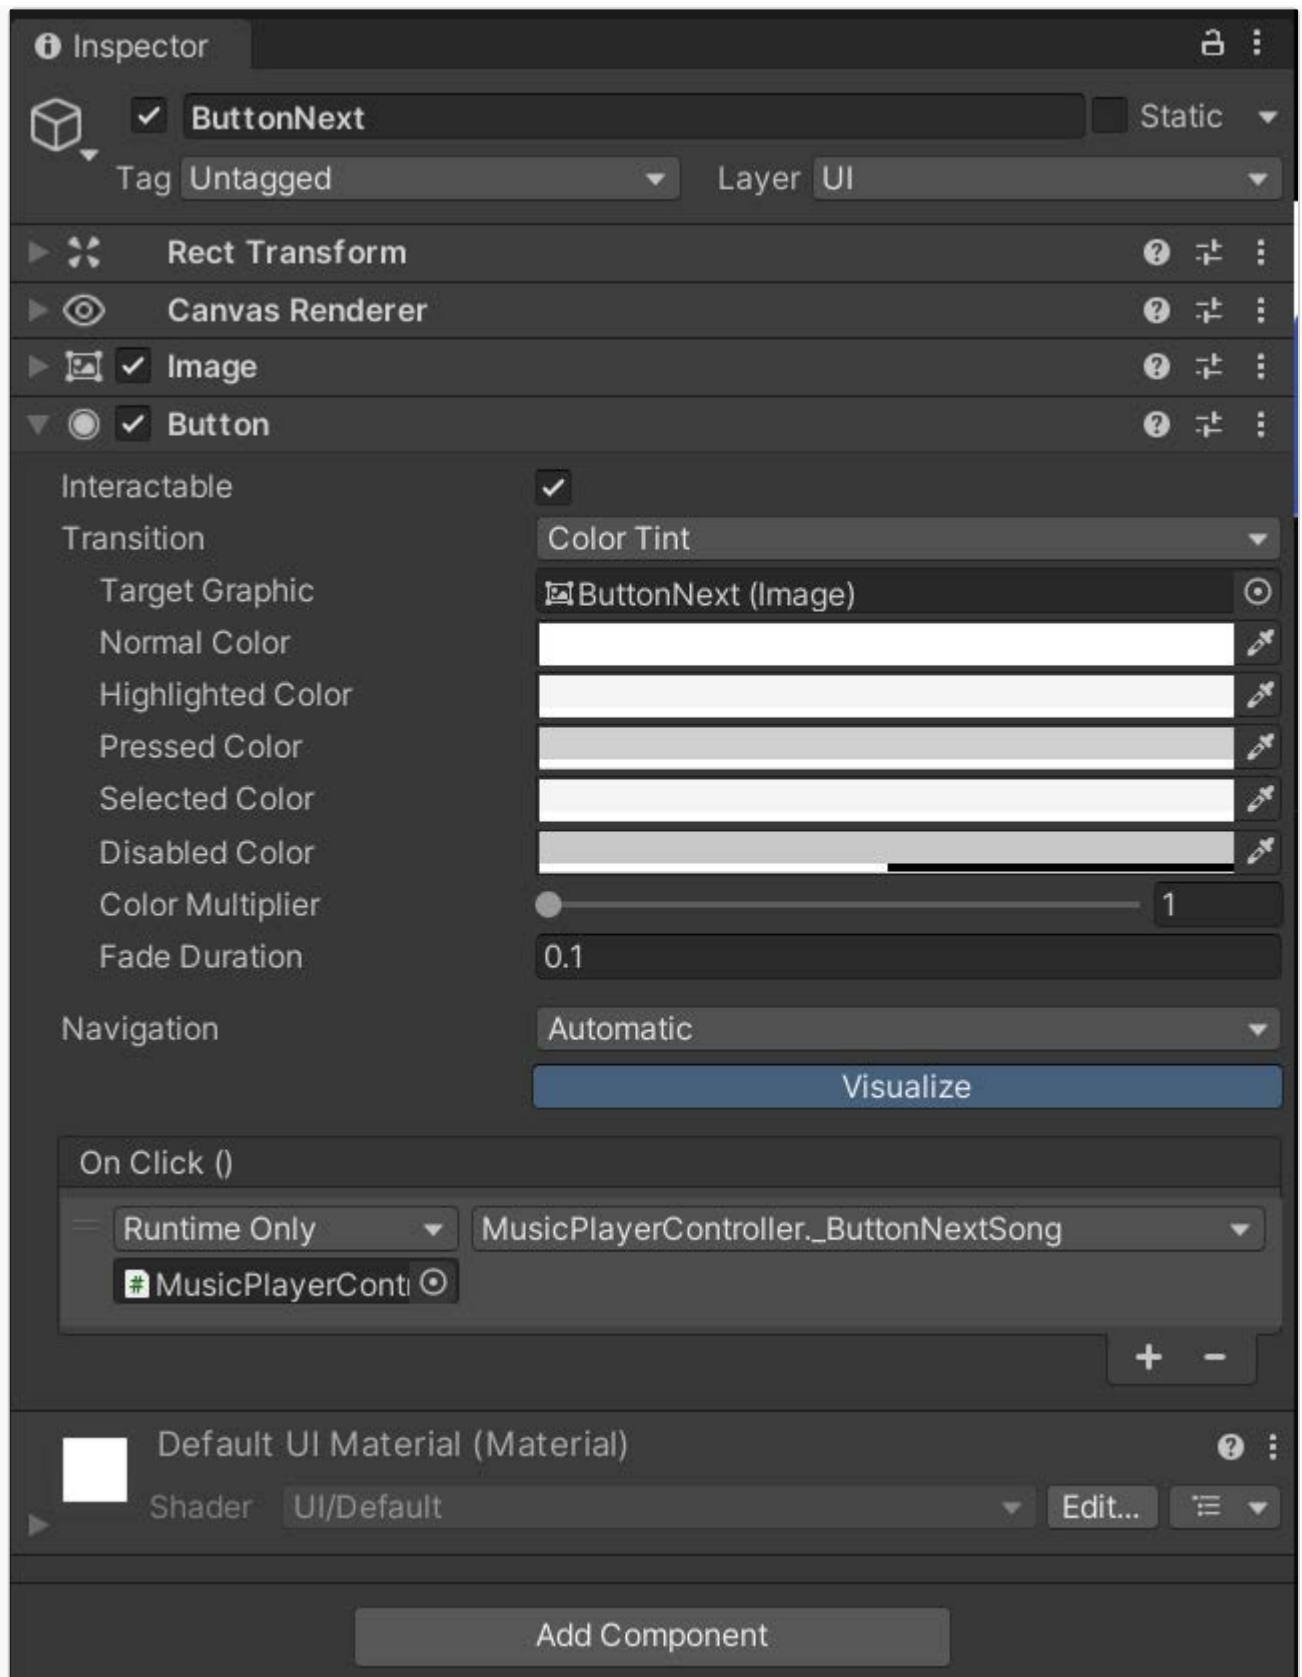 Inspector
ButtonNext Static
Tag Untagged Layer UI
Rect Transform
Canvas Renderer
Image
Button
Interactable
Transition Color Tint
Target Graphic ButtonNext (Image)
Normal Color
Highlighted Color
Pressed Color
Selected Color
Disabled Color
Color Multiplier 1
Fade Duration 0.1
Navigation Automatic
Visualize
On Click ()
Runtime Only MusicPlayerController._ButtonNextSong
# MusicPlayerCont
Default UI Material (Material)
Shader UI/Default Edit...
Add Component